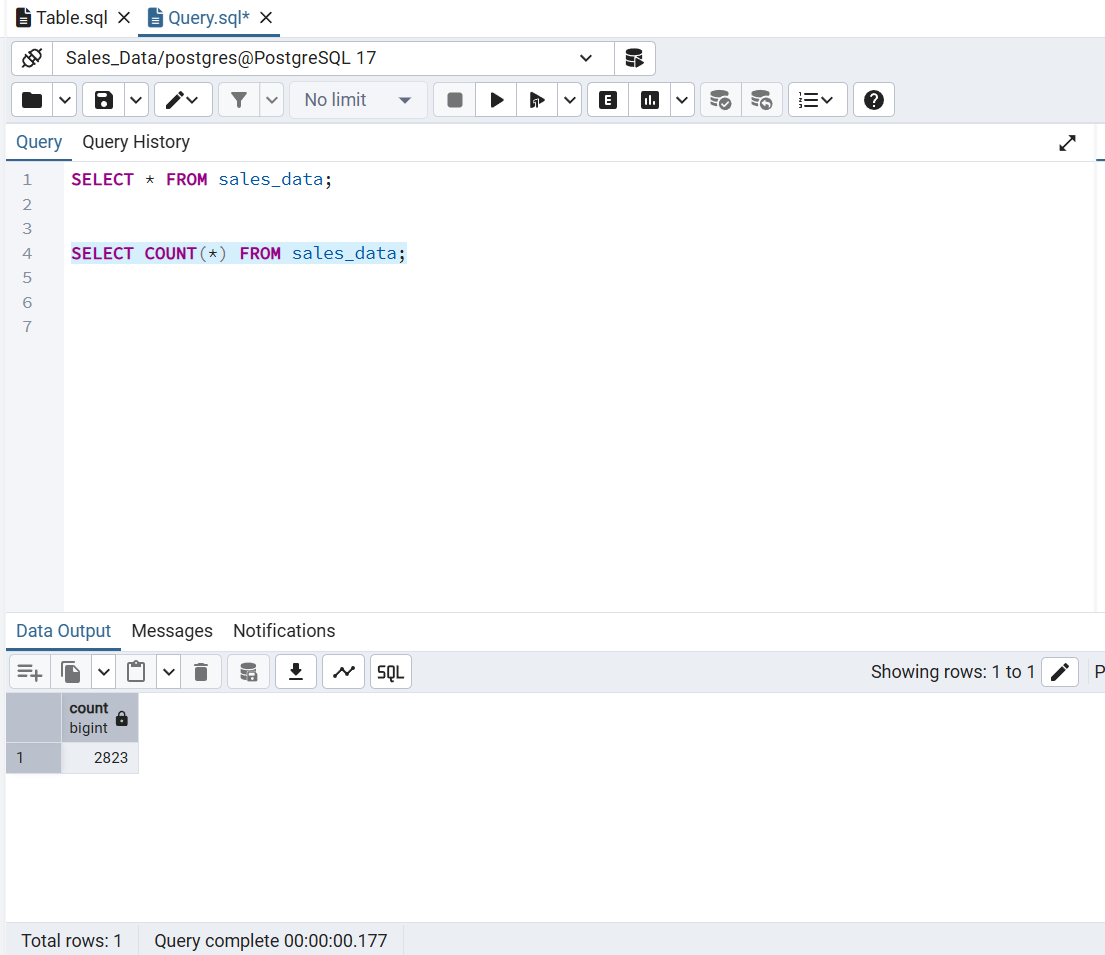 Table.sql Query.sql*
Sales_Data/postgres@PostgreSQL 17
No limit E
Query Query History
1 SELECT * FROM sales_data;
2
3
4 SELECT COUNT(*) FROM sales_data;
5
6
7
Data Output Messages Notifications
SQL Showing rows: 1 to 1 P
count
bigint
1 2823
Total rows: 1 Query complete 00:00:00.177